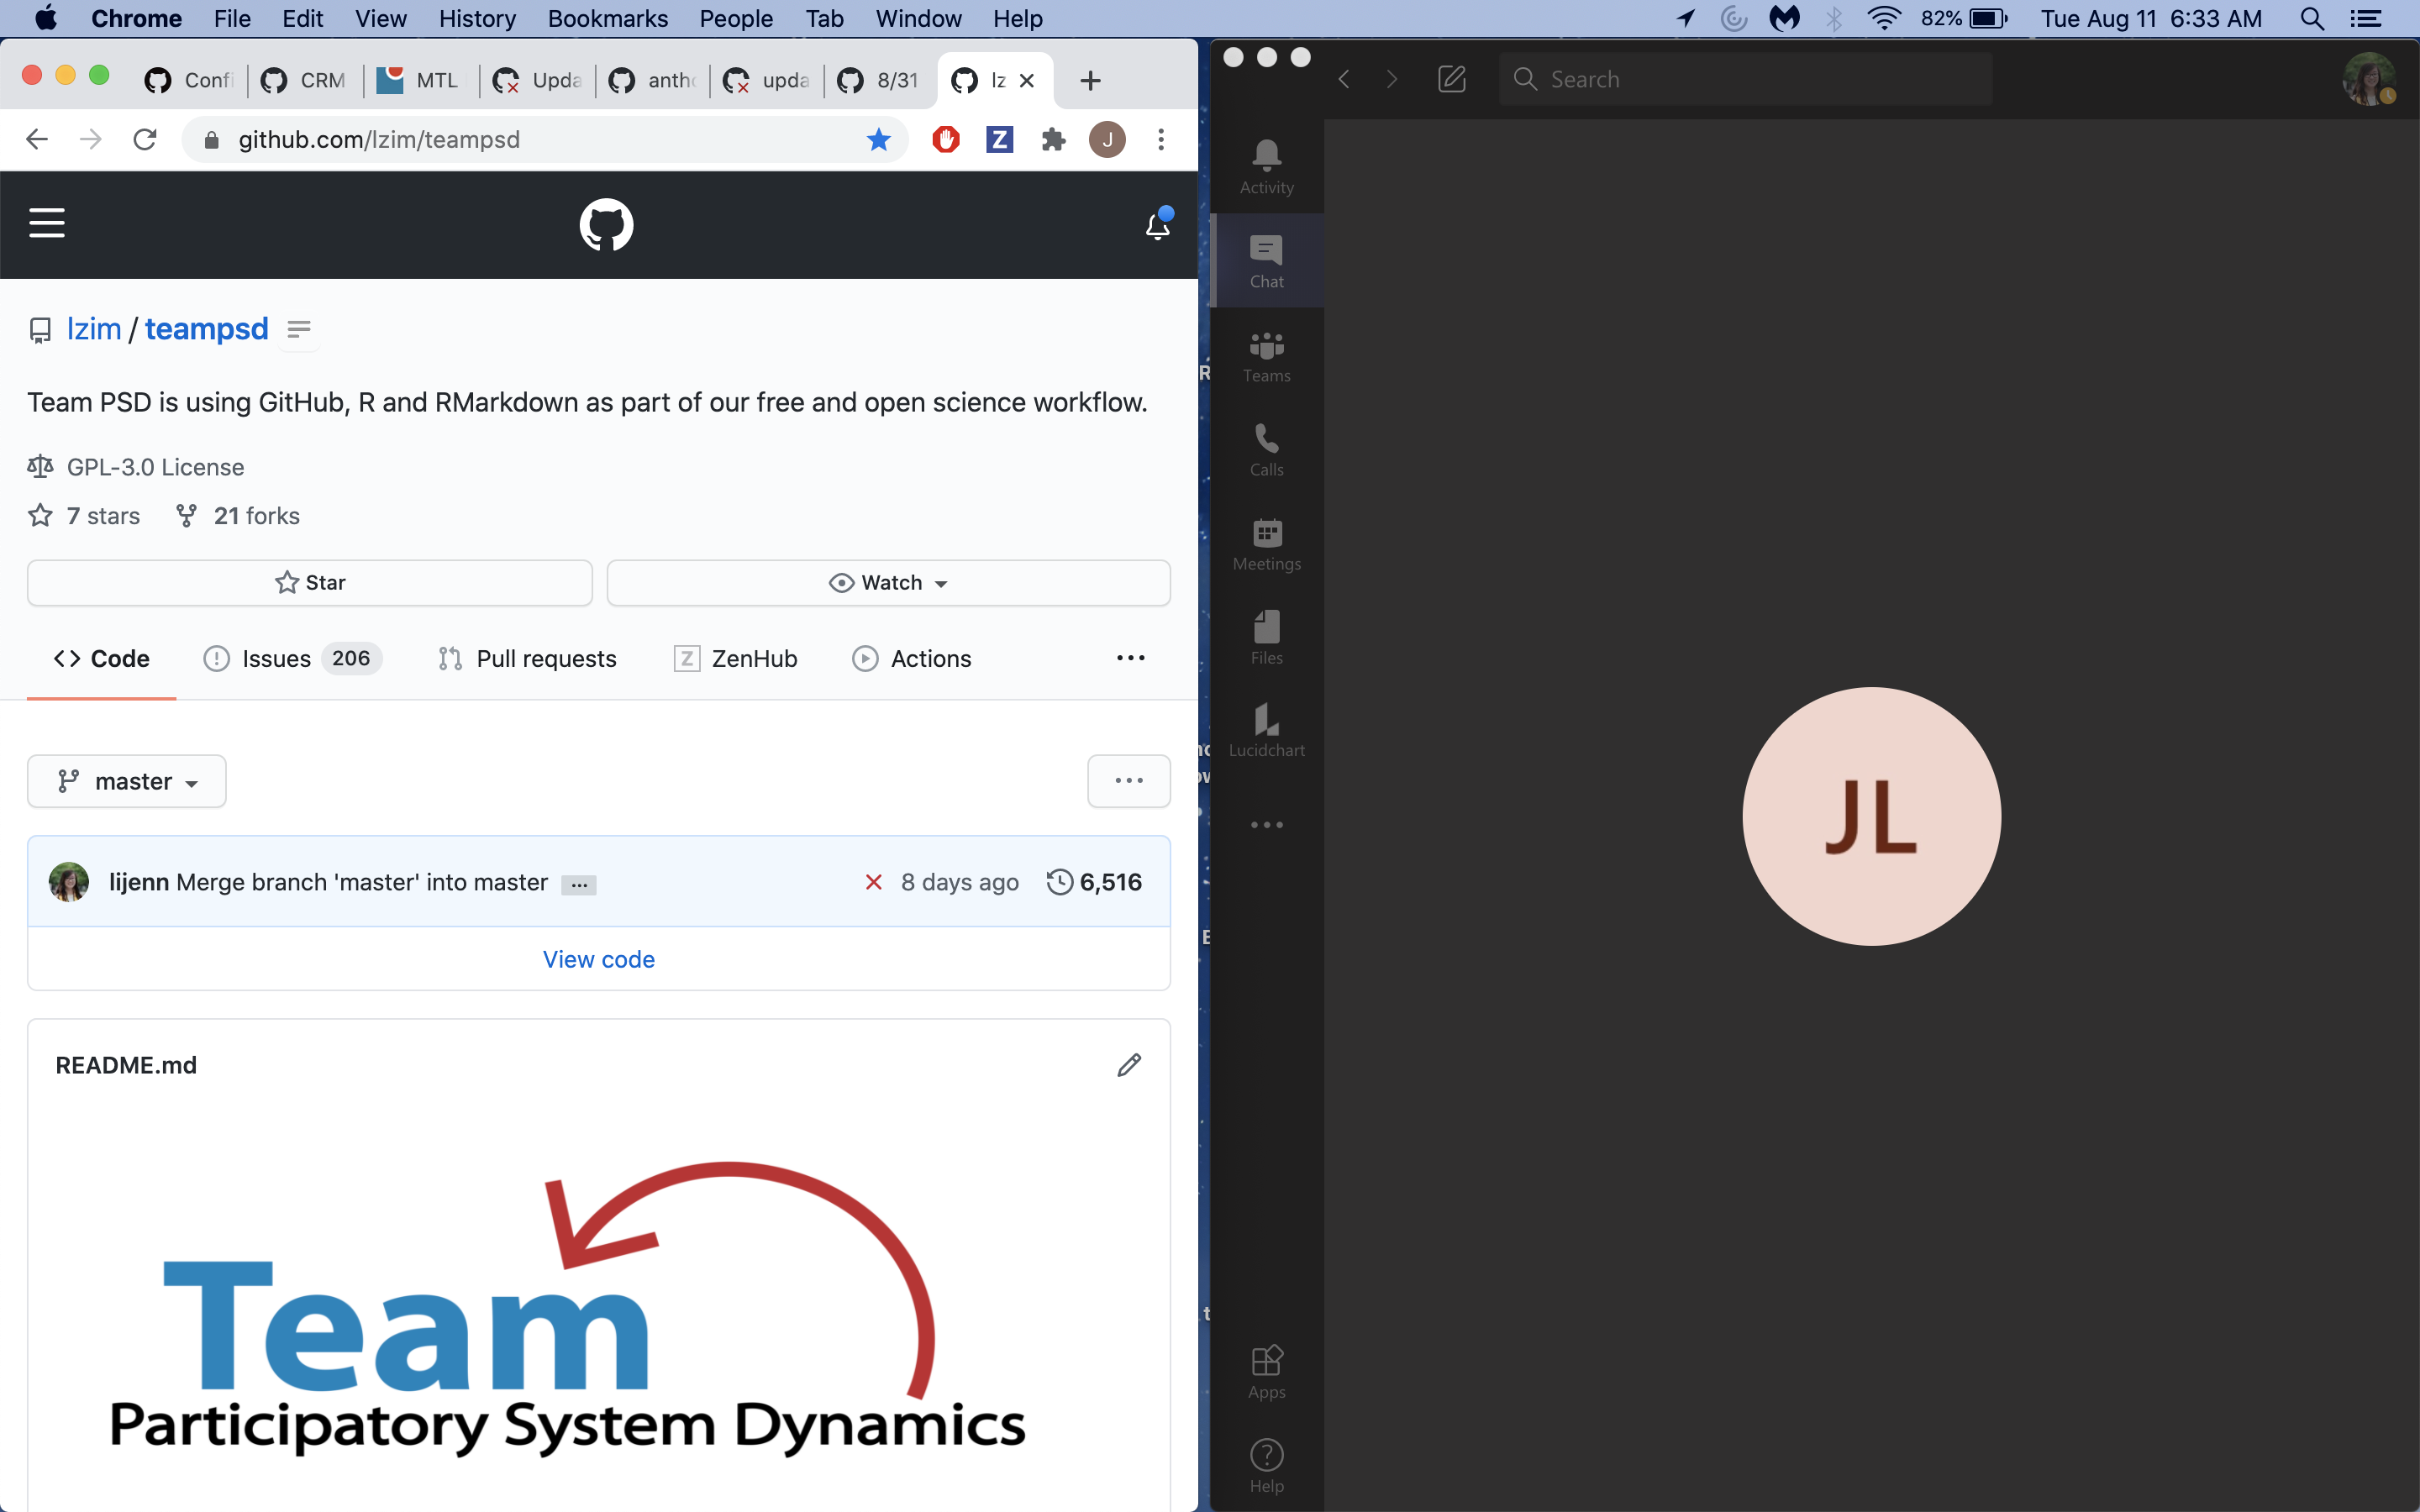 Chrome File Edit View History Bookmarks People Tab Window Help 82% Tue Aug 11 6:33 AM
Confi CRM MTL Upda antho upda 8/31 lz
github.com/lzim/teampsd Z J
lzim / teampsd
Team PSD is using GitHub, R and RMarkdown as part of our free and open science workflow.
GPL-3.0 License
7 stars 21 forks
Star Watch
Code Issues 206 Pull requests Z ZenHub Actions
master
lijenn Merge branch 'master' into master ... 8 days ago 6,516
View code
README.md
Team
Participatory System Dynamics
Search
Activity
Chat
Teams
Calls
Meetings
Files
Lucidchart
Apps
Help
JL